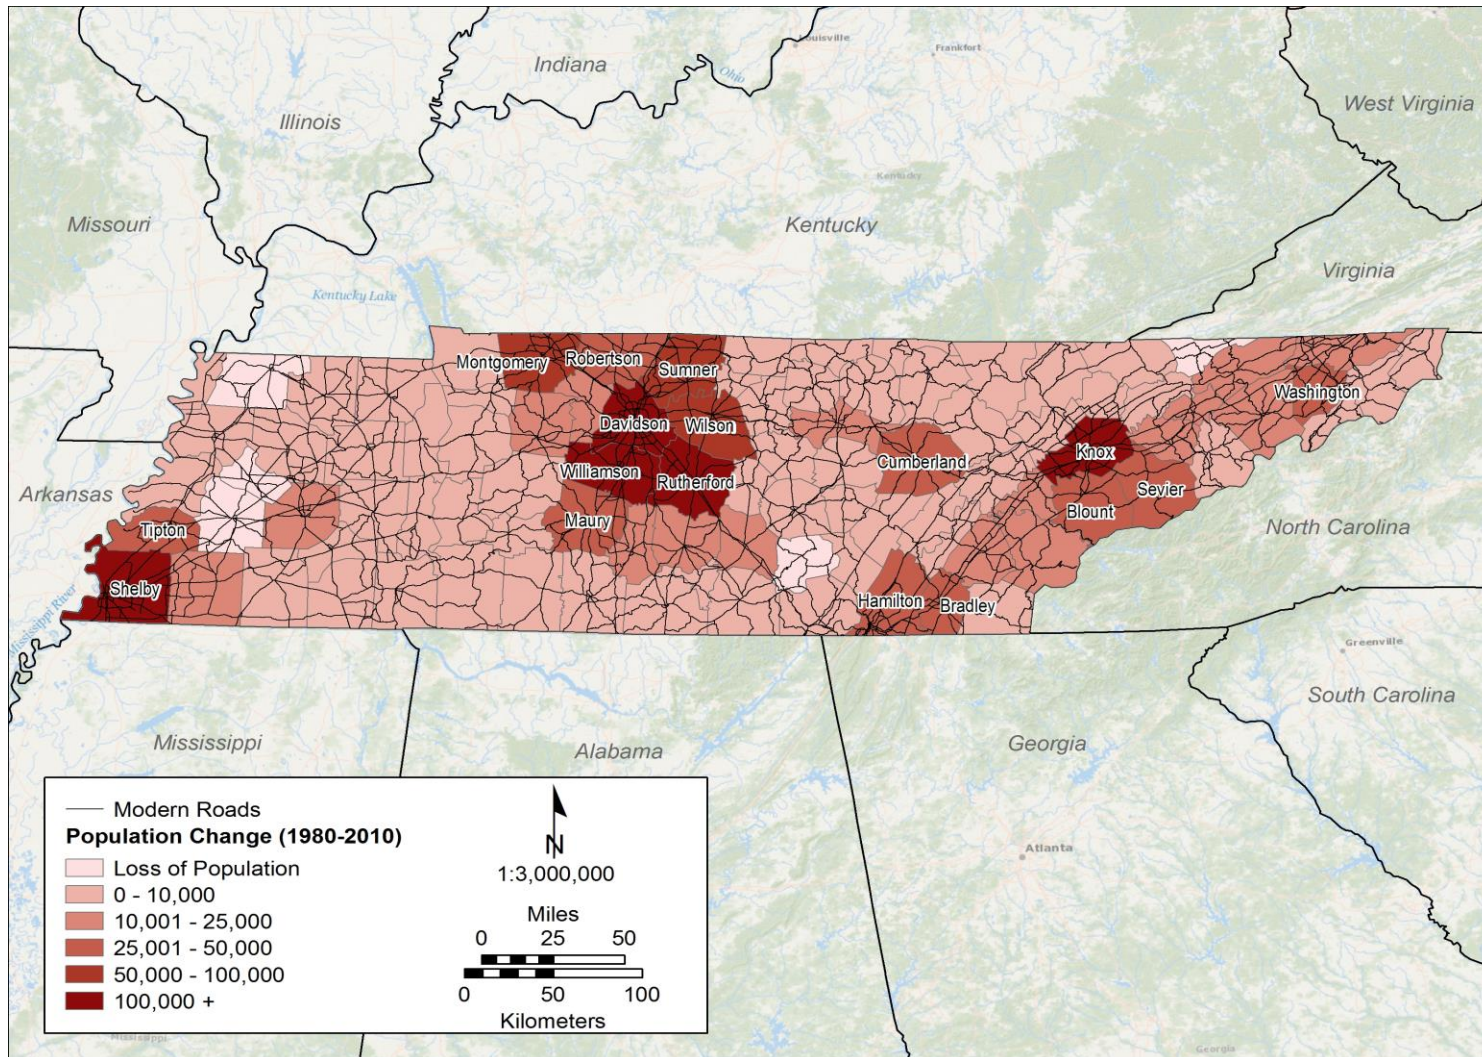 Louisville
Frankfort
Indiana
Ohio
West Virginia
Illinois
Kentucky
Missouri
Kentucky
Virginia
Kentucky Lake
Montgomery
Robertson
Sumner
Washington
Davidson
Wilson
Knox
Cumberland
Williamson
Rutherford
Sevier
Arkansas
Blount
Maury
Tipton
North Carolina
Shelby
Hamilton
Bradley
Mississippi River
Greenville
South Carolina
Mississippi
Alabama
Georgia
Modern Roads
Population Change (1980-2010)
Loss of Population
0 - 10,000
10,001 - 25,000
25,001 - 50,000
50,000 - 100,000
100,000 +
N
1:3,000,000
Miles
0 25 50
0 50 100
Kilometers
Atlanta
Mississippi
Georgia